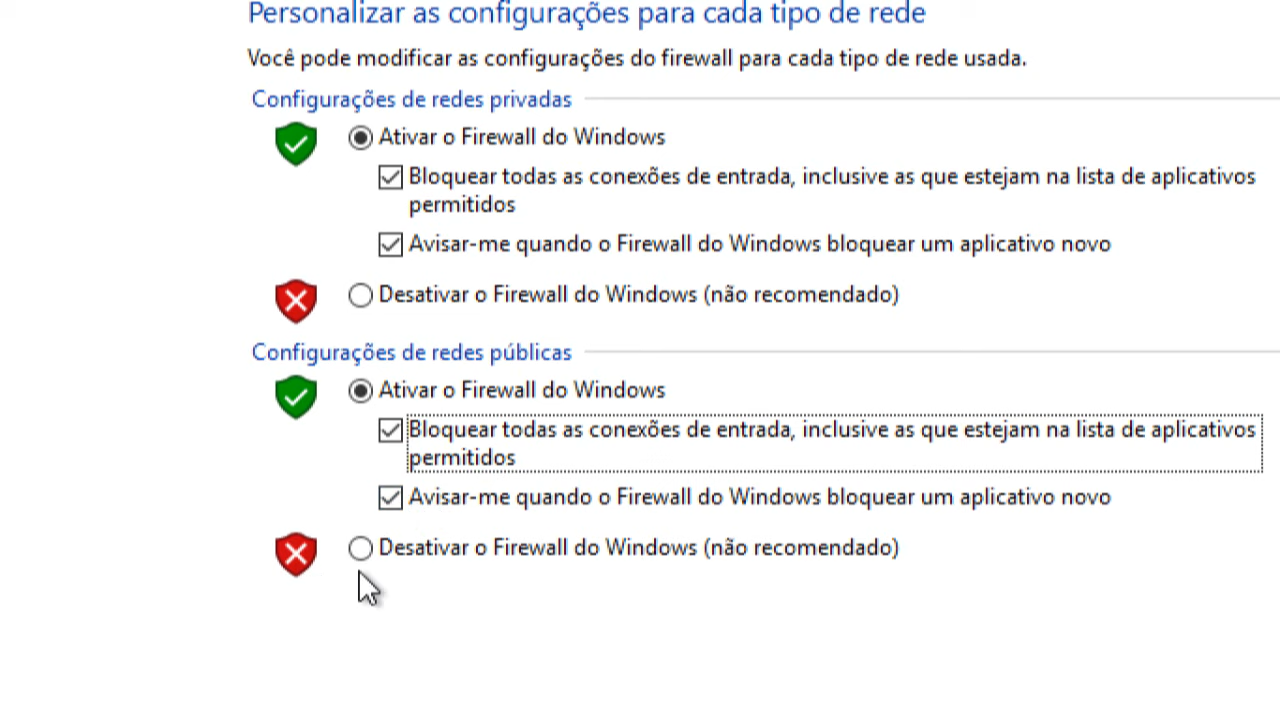 Personalizar as configurações para cada tipo de rede
Você pode modificar as configurações do firewall para cada tipo de rede usada.
Configurações de redes privadas
Ativar o Firewall do Windows
Bloquear todas as conexões de entrada, inclusive as que estejam na lista de aplicativos
permitidos
Avisar-me quando o Firewall do Windows bloquear um aplicativo novo
Desativar o Firewall do Windows (não recomendado)
Configurações de redes públicas
Ativar o Firewall do Windows
Bloquear todas as conexões de entrada, inclusive as que estejam na lista de aplicativos
permitidos
Avisar-me quando o Firewall do Windows bloquear um aplicativo novo
Desativar o Firewall do Windows (não recomendado)